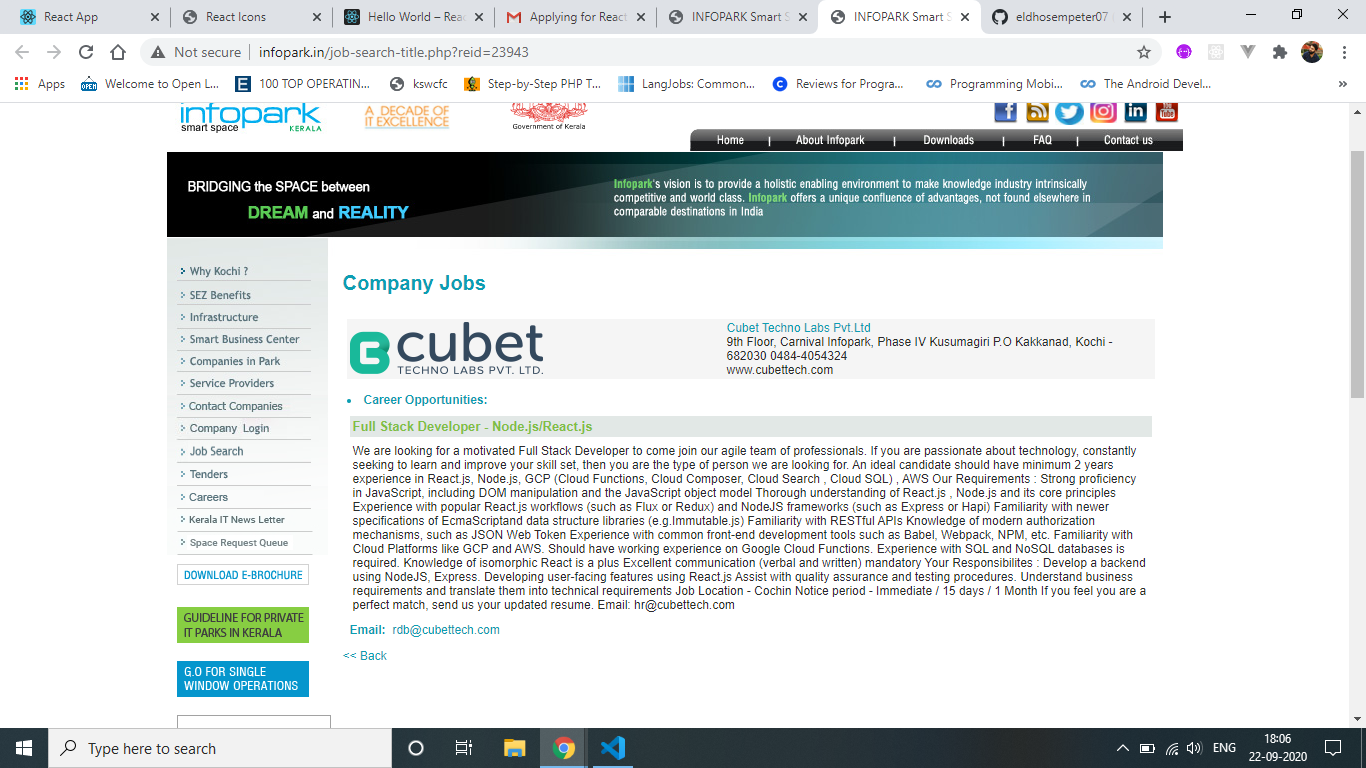 React App
React Icons
Hello World – Reac
Applying for React
INFOPARK Smart S
INFOPARK Smart S
eldhosempeter07
Not secure
infopark.in/job-search-title.php?reid=23943
Apps
Welcome to Open L...
100 TOP OPERATIN...
kswcfc
Step-by-Step PHP T...
LangJobs: Common...
Reviews for Progra...
Programming Mobi...
The Android Devel...
»
infopark
smart space
KERALA
A DECADE OF
IT EXCELLENCE
Government of Kerala
Home | About Infopark | Downloads | FAQ | Contact us
BRIDGING the SPACE between
DREAM and REALITY
Infopark's vision is to provide a holistic enabling environment to make knowledge industry intrinsically
competitive and world class. Infopark offers a unique confluence of advantages, not found elsewhere in
comparable destinations in India
Why Kochi ?
SEZ Benefits
Infrastructure
Smart Business Center
Companies in Park
Service Providers
Contact Companies
Company Login
Job Search
Tenders
Careers
Kerala IT News Letter
Space Request Queue
DOWNLOAD E-BROCHURE
GUIDELINE FOR PRIVATE
IT PARKS IN KERALA
G.O FOR SINGLE
WINDOW OPERATIONS
Company Jobs
cubet
TECHNO LABS PVT. LTD.
Cubet Techno Labs Pvt.Ltd
9th Floor, Carnival Infopark, Phase IV Kusumagiri P.O Kakkanad, Kochi -
682030 0484-4054324
www.cubettech.com
• Career Opportunities:
Full Stack Developer - Node.js/React.js
We are looking for a motivated Full Stack Developer to come join our agile team of professionals. If you are passionate about technology, constantly
seeking to learn and improve your skill set, then you are the type of person we are looking for. An ideal candidate should have minimum 2 years
experience in React.js, Node.js, GCP (Cloud Functions, Cloud Composer, Cloud Search , Cloud SQL) , AWS Our Requirements : Strong proficiency
in JavaScript, including DOM manipulation and the JavaScript object model Thorough understanding of React.js , Node.js and its core principles
Experience with popular React.js workflows (such as Flux or Redux) and NodeJS frameworks (such as Express or Hapi) Familiarity with newer
specifications of EcmaScriptand data structure libraries (e.g.Immutable.js) Familiarity with RESTful APIs Knowledge of modern authorization
mechanisms, such as JSON Web Token Experience with common front-end development tools such as Babel, Webpack, NPM, etc. Familiarity with
Cloud Platforms like GCP and AWS. Should have working experience on Google Cloud Functions. Experience with SQL and NoSQL databases is
required. Knowledge of isomorphic React is a plus Excellent communication (verbal and written) mandatory Your Responsibilites : Develop a backend
using NodeJS, Express. Developing user-facing features using React.js Assist with quality assurance and testing procedures. Understand business
requirements and translate them into technical requirements Job Location - Cochin Notice period - Immediate / 15 days / 1 Month If you feel you are a
perfect match, send us your updated resume. Email: hr@cubettech.com
Email: rdb@cubettech.com
<< Back
Type here to search
ENG
18:06
22-09-2020